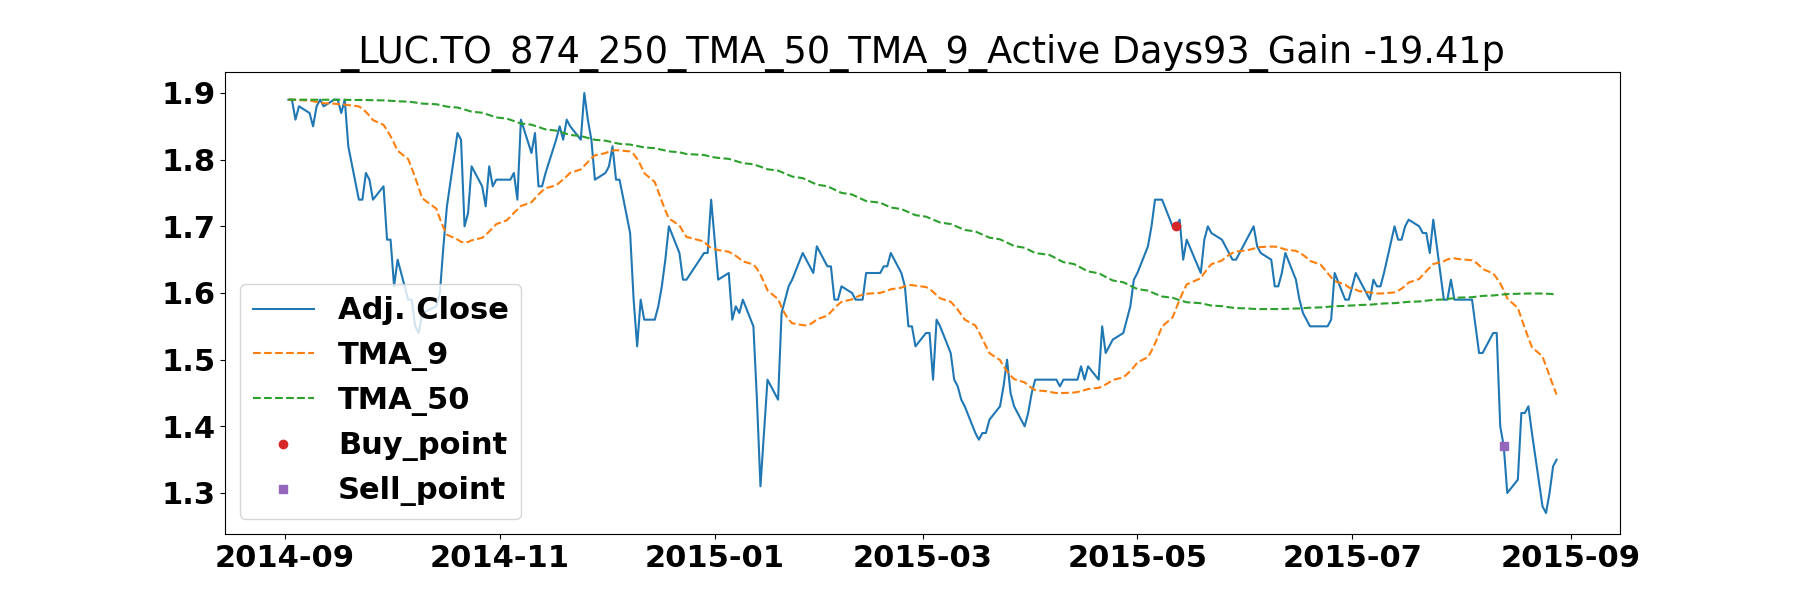 _LUC.TO_874_250_TMA_50_TMA_9_Active Days93_Gain -19.41p
1.9
1.8
1.7
1.6
1.5
1.4
1.3
Adj. Close
TMA_9
TMA_50
Buy_point
Sell_point
2014-09 2014-11 2015-01 2015-03 2015-05 2015-07 2015-09